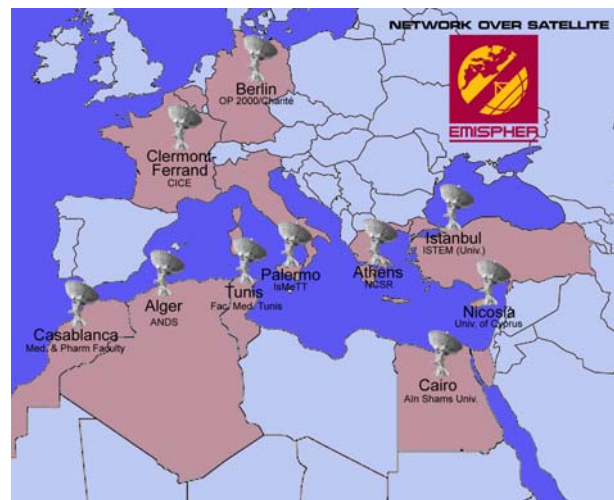 NETWORK OVER SATELLITE
EMISPHER
Berlin
OP 2000/Charité
Clermont
Ferrand
CICE
Istanbul
ISTEM (Univ.)
Palermo
IsMeTT
Athens
NCSR
Alger
ANDS
Tunis
Fac. Med. Tunis
Nicosia
Univ. of Cyprus
Casablanca
Med. & Pharm Faculty
Cairo
Aïn Shams Univ.